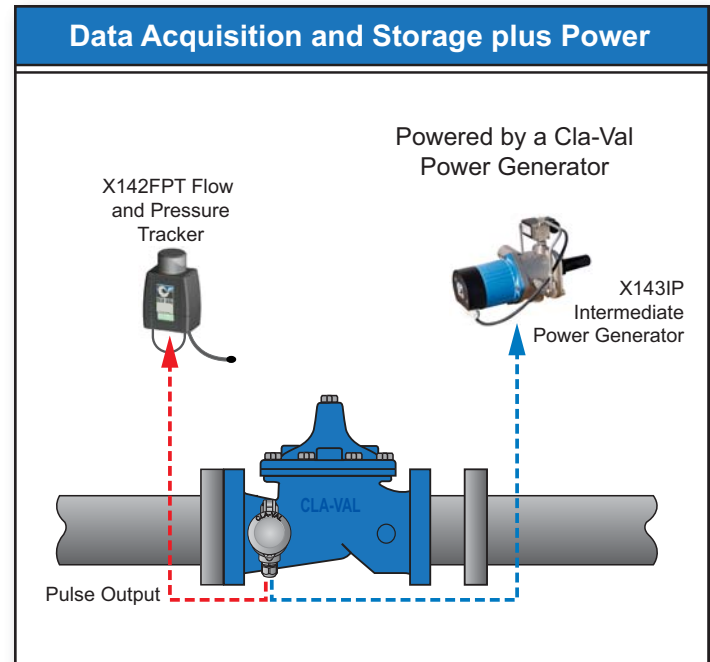 Data Acquisition and Storage plus Power
Powered by a Cla-Val
Power Generator
X142FPT Flow
and Pressure
Tracker
X143IP
Intermediate
Power Generator
CLA-VAL
Pulse Output